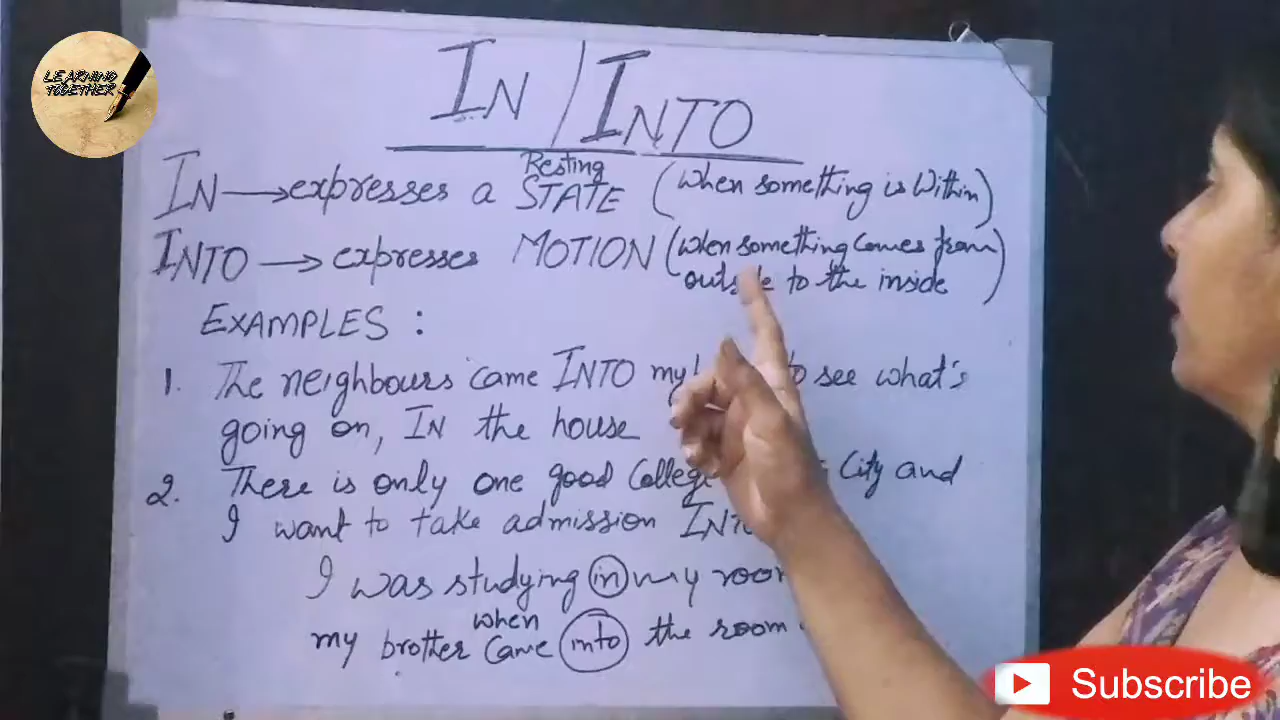 LEARNING
TOGETHER
IN / INTO
Resting
IN → expresses a STATE (when something is within)
INTO → expresses MOTION (when something comes from
outside to the inside)
EXAMPLES :
1. The neighbours came INTO my to see what's
going on, IN the house
2. There is only one good College City and
I want to take admission INTO
I was studying in my room
when
my brother came into the room
Subscribe